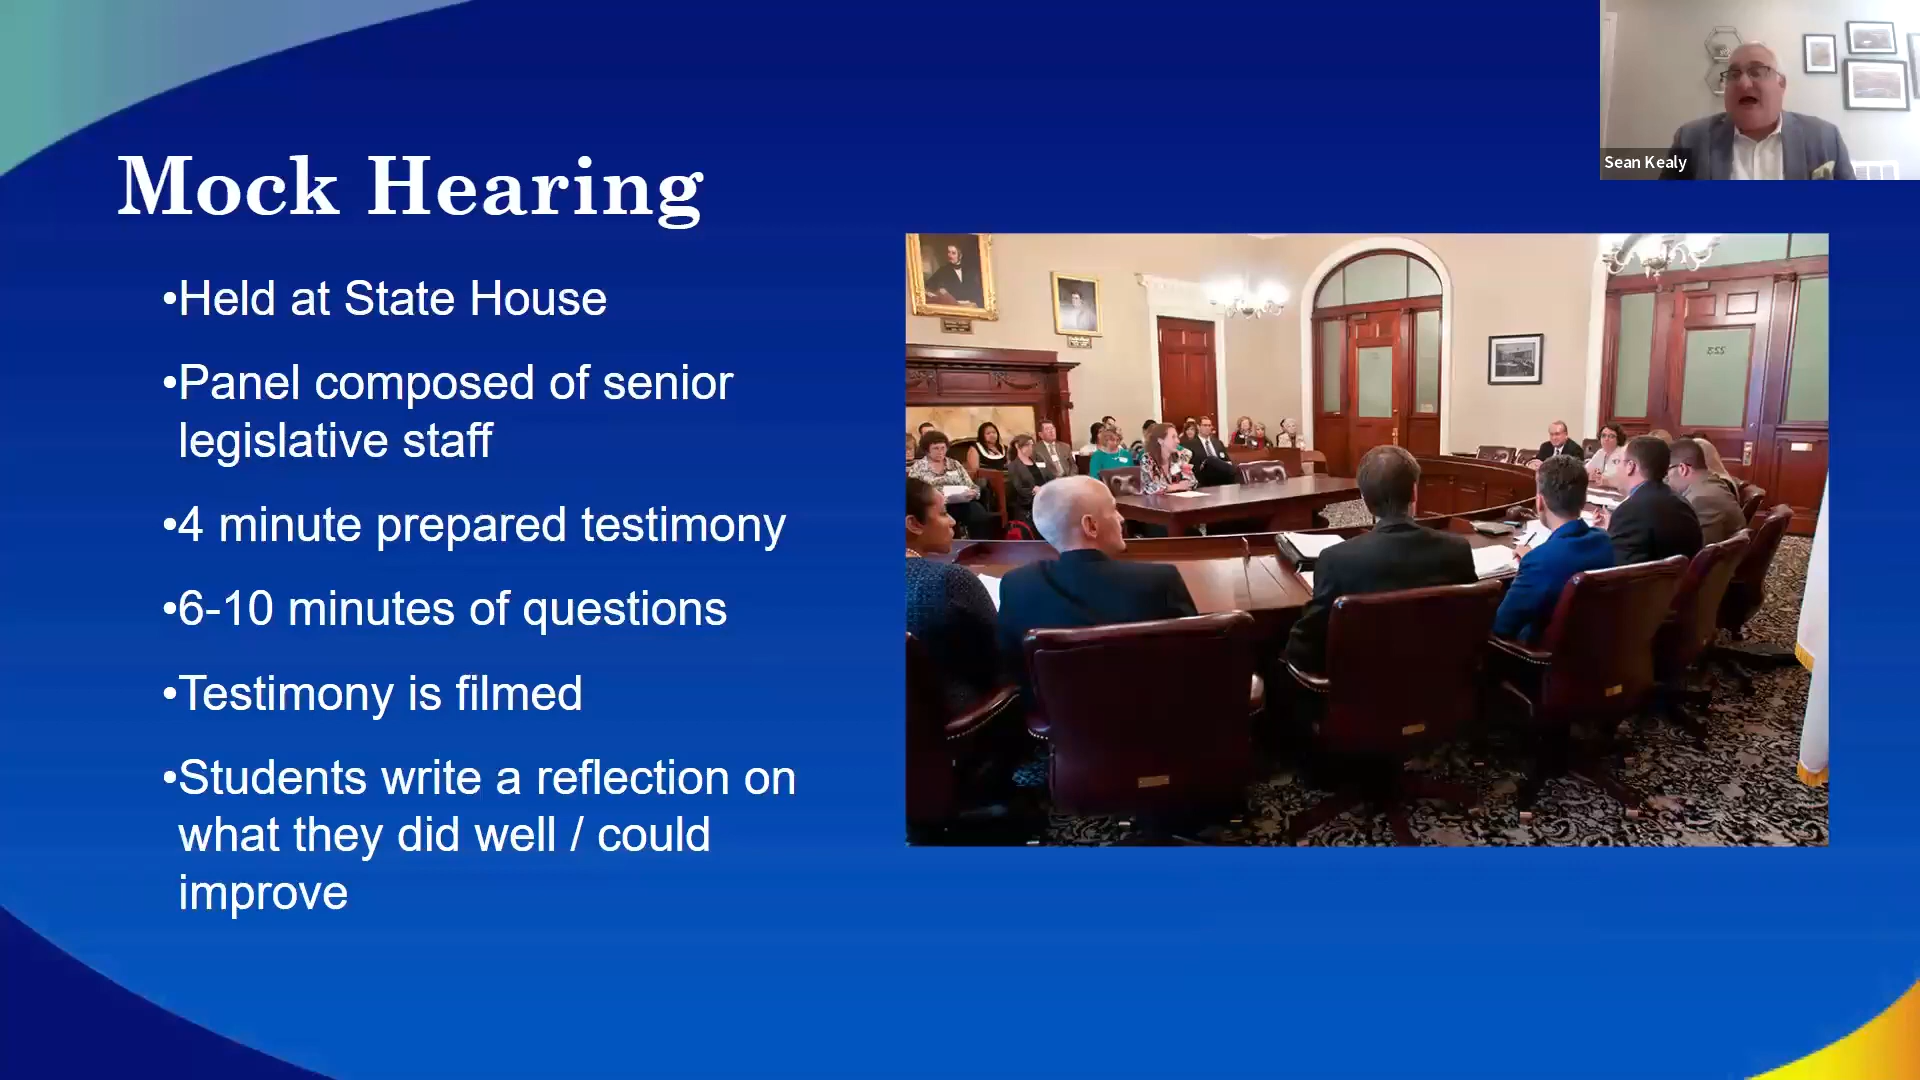 Sean Kealy
Mock Hearing
•Held at State House
•Panel composed of senior
legislative staff
•4 minute prepared testimony
•6-10 minutes of questions
•Testimony is filmed
•Students write a reflection on
what they did well / could
improve
223